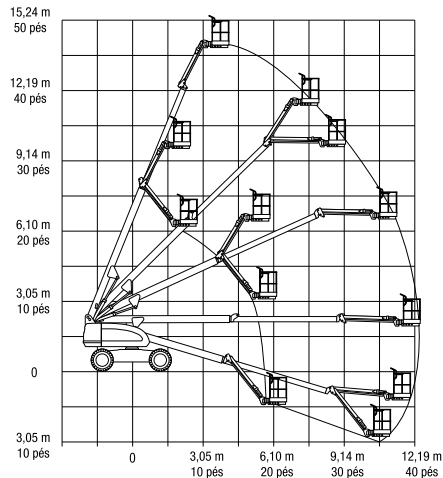 15,24 m
50 pés
12,19 m
40 pés
9,14 m
30 pés
6,10 m
20 pés
3,05 m
10 pés
0
3,05 m
10 pés
0
3,05 m
10 pés
6,10 m
20 pés
9,14 m
30 pés
12,19 m
40 pés